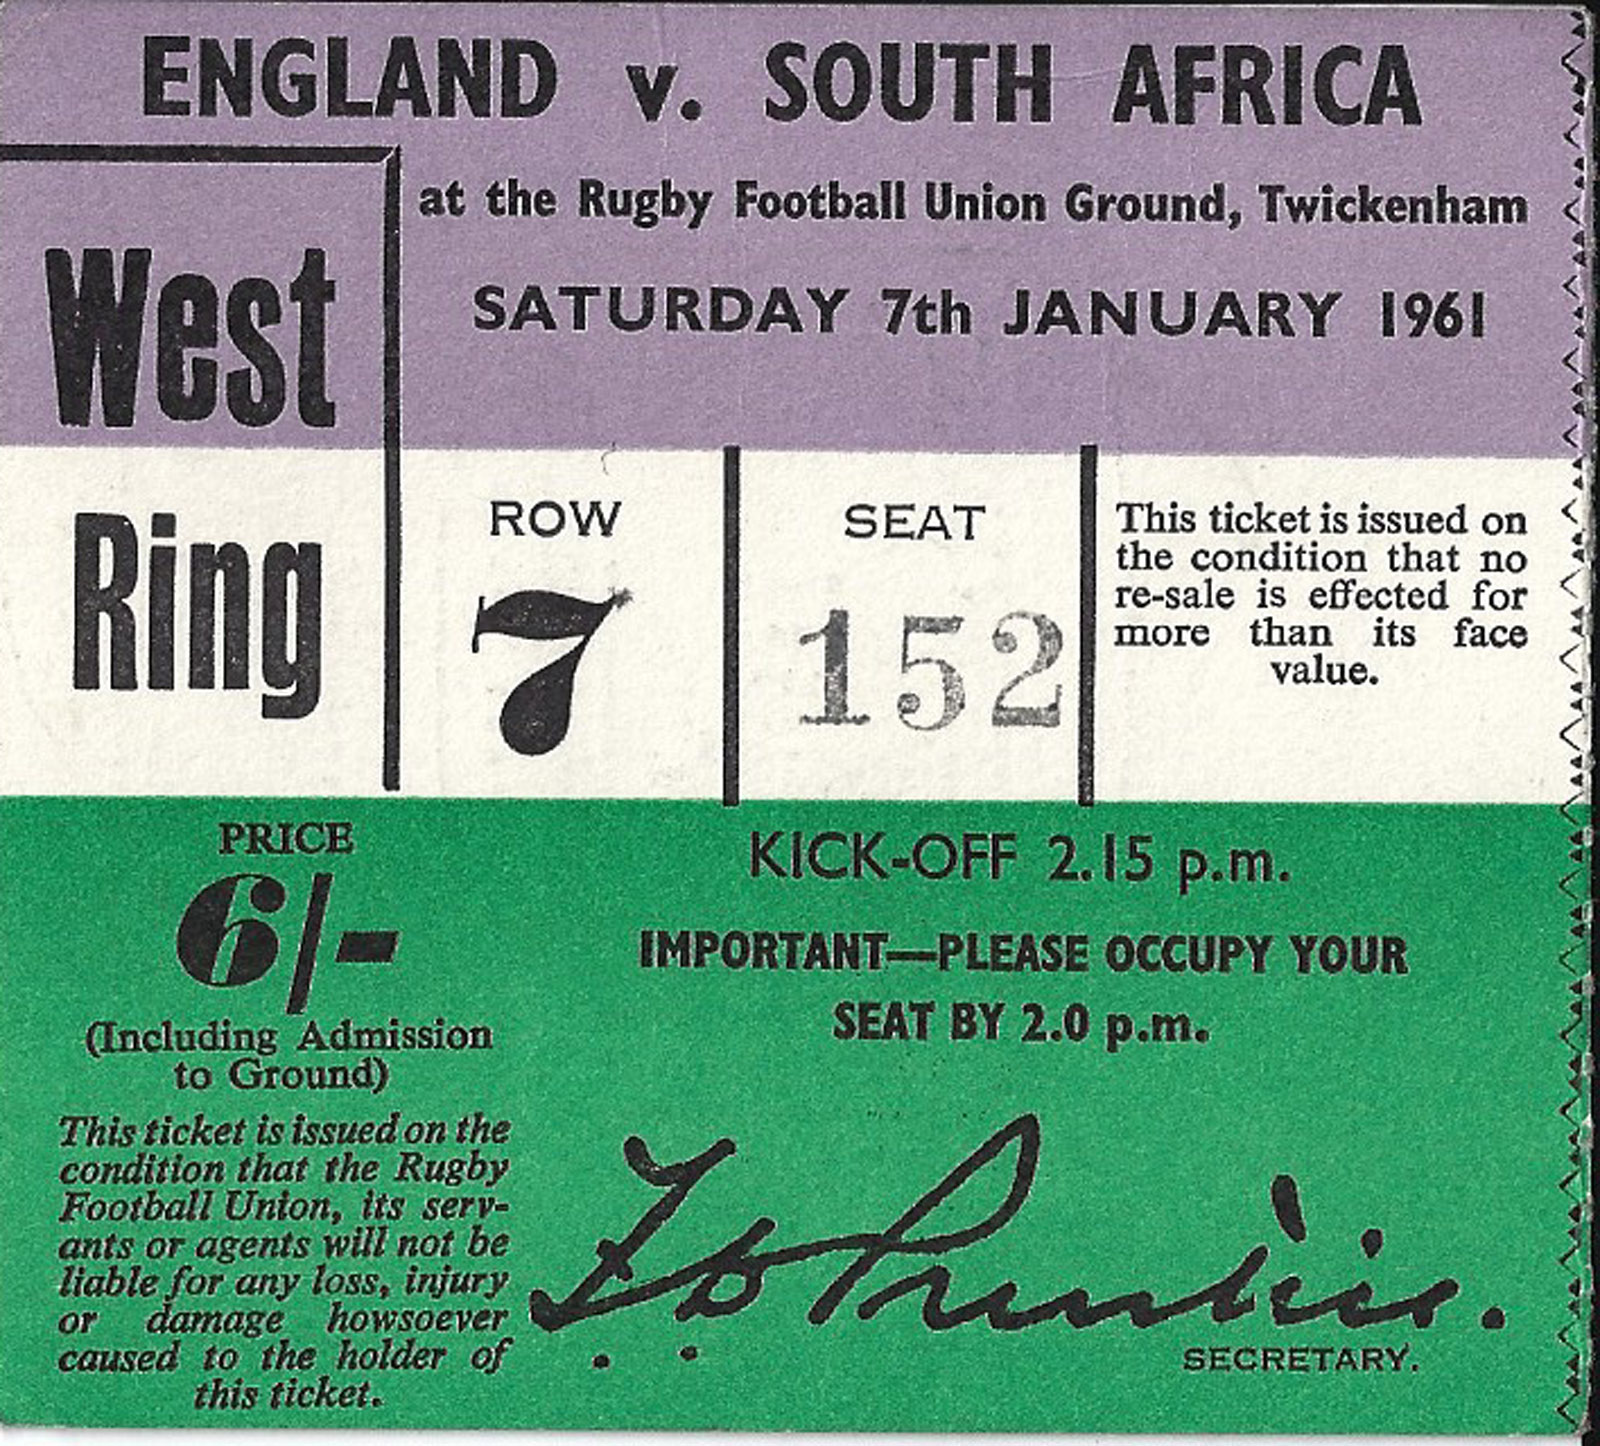 ENGLAND v. SOUTH AFRICA
at the Rugby Football Union Ground, Twickenham
SATURDAY 7th JANUARY 1961
West
Ring
ROW
7
SEAT
152
This ticket is issued on
the condition that no
re-sale is effected for
more than its face
value.
PRICE
6/-
(Including Admission
to Ground)
This ticket is issued on the
condition that the Rugby
Football Union, its serv-
ants or agents will not be
liable for any loss, injury
or damage howsoever
caused to the holder of
this ticket.
KICK-OFF 2.15 p.m.
IMPORTANT—PLEASE OCCUPY YOUR
SEAT BY 2.0 p.m.
SECRETARY.